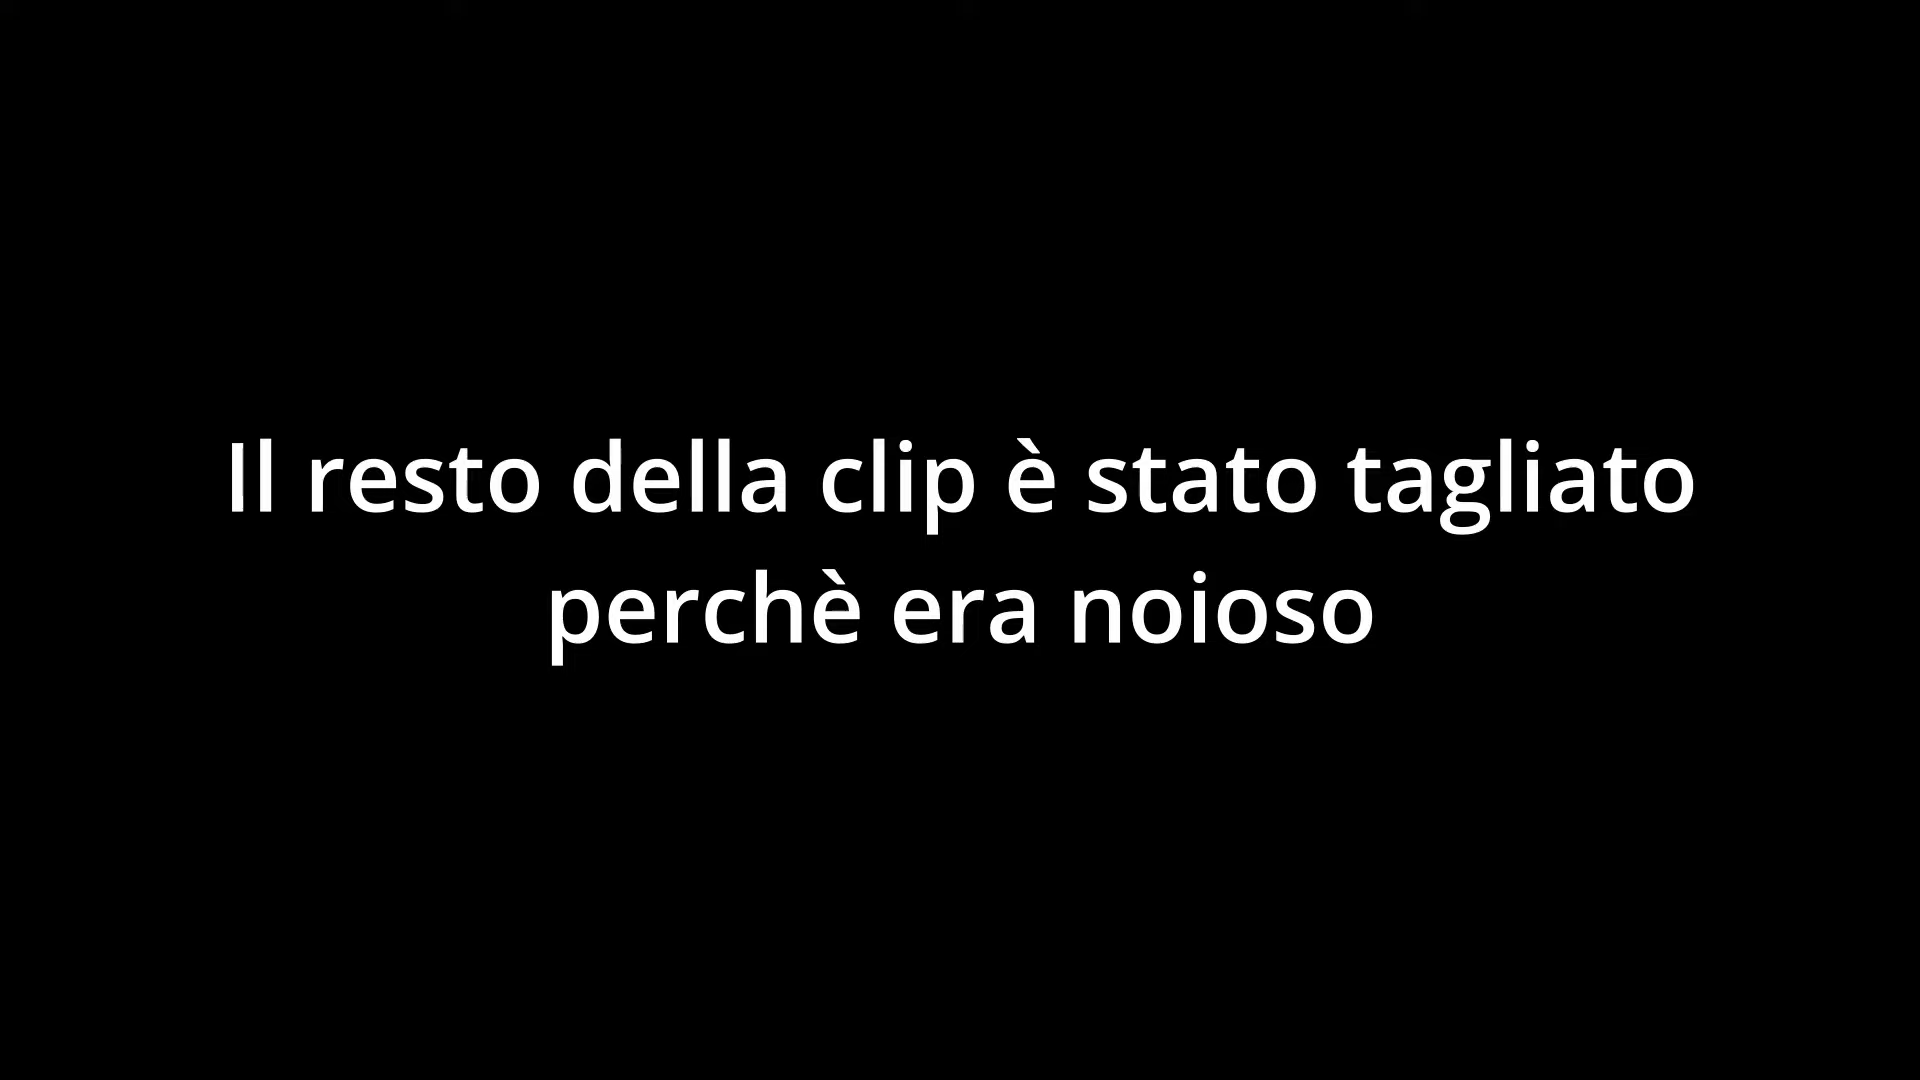 Il resto della clip è stato tagliato
perchè era noioso